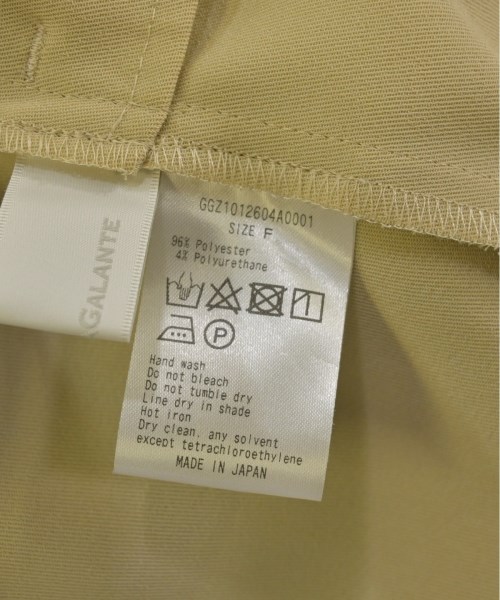 GALANTE
GGZ1012604A0001
SIZE F
96% Polyester
4% Polyurethane
P
Hand wash
Do not bleach
Do not tumble dry
Line dry in shade
Hot iron
Dry clean, any solvent
except tetrachloroethylene
MADE IN JAPAN